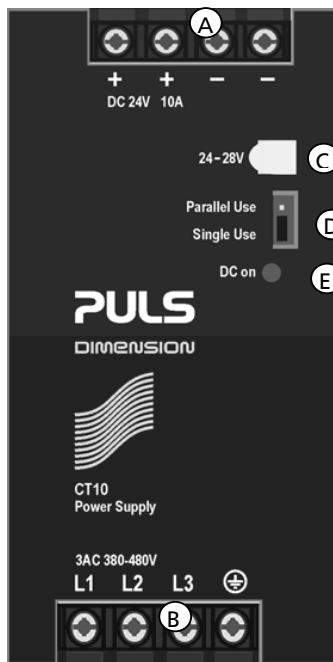 A
+ + − −
DC 24V 10A
24–28V C
Parallel Use
Single Use D
DC on E
PULS
DIMENSION
CT10
Power Supply
3AC 380-480V
L1 L2 L3
B